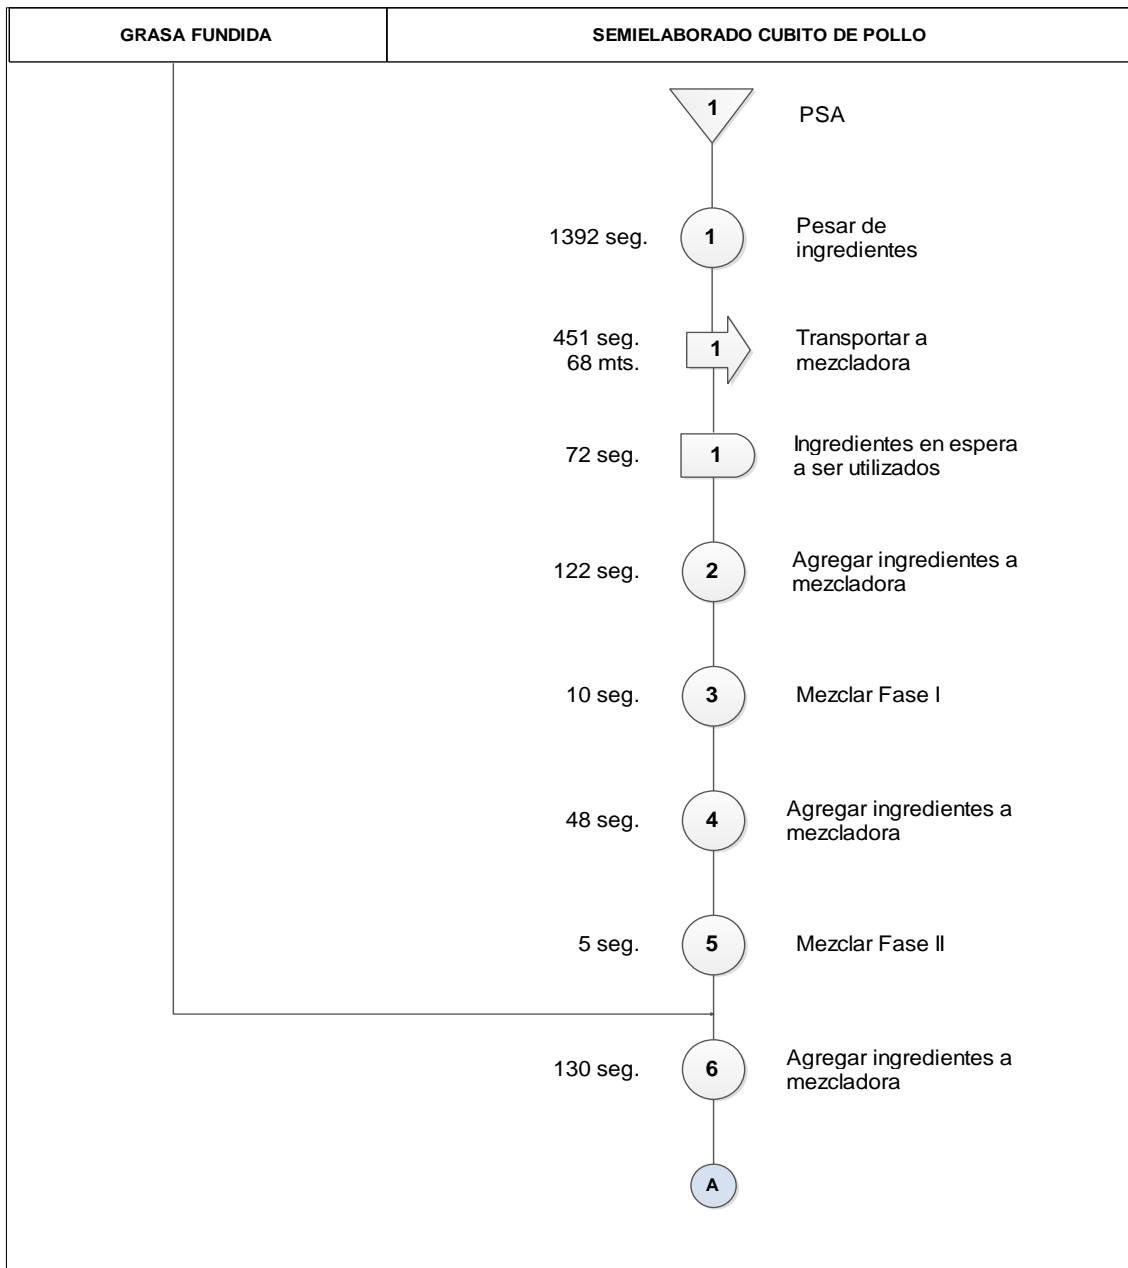 GRASA FUNDIDA
SEMIELABORADO CUBITO DE POLLO
1
PSA
1392 seg.
1
Pesar de
ingredientes
451 seg.
68 mts.
1
Transportar a
mezcladora
72 seg.
1
Ingredientes en espera
a ser utilizados
122 seg.
2
Agregar ingredientes a
mezcladora
10 seg.
3
Mezclar Fase I
48 seg.
4
Agregar ingredientes a
mezcladora
5 seg.
5
Mezclar Fase II
130 seg.
6
Agregar ingredientes a
mezcladora
A